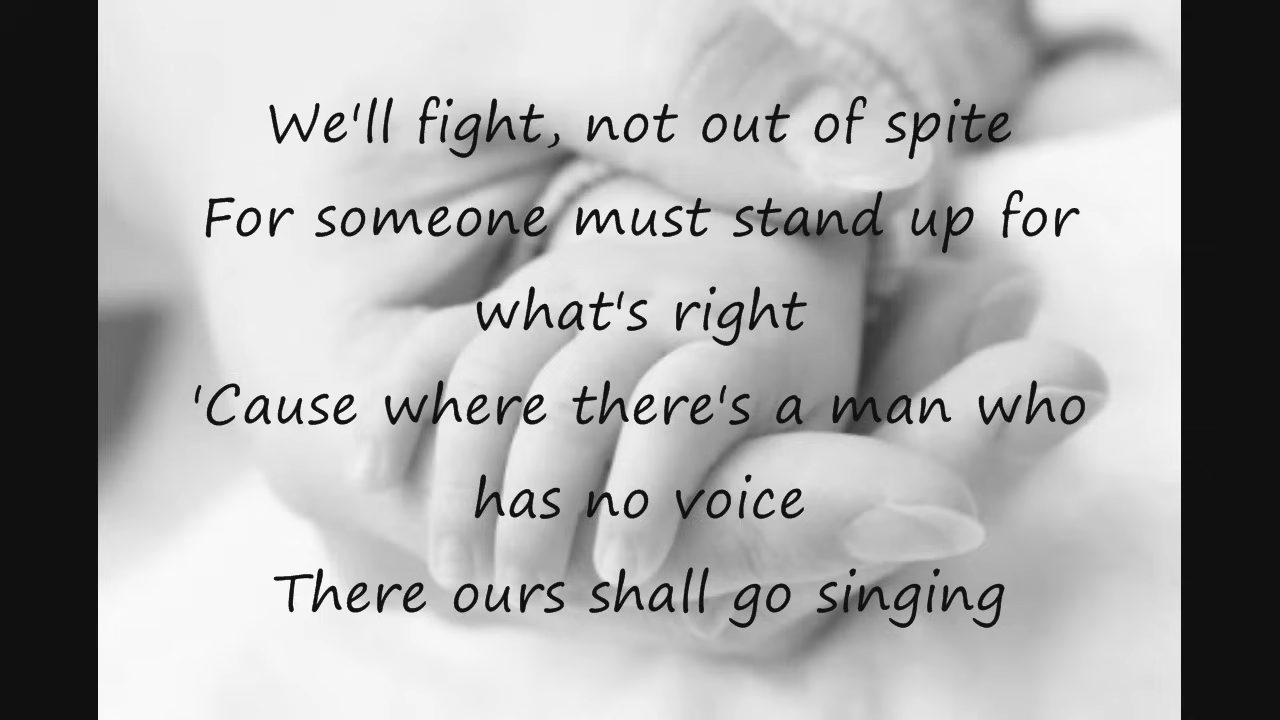 We'll fight, not out of spite
For someone must stand up for
what's right
'Cause where there's a man who
has no voice
There ours shall go singing